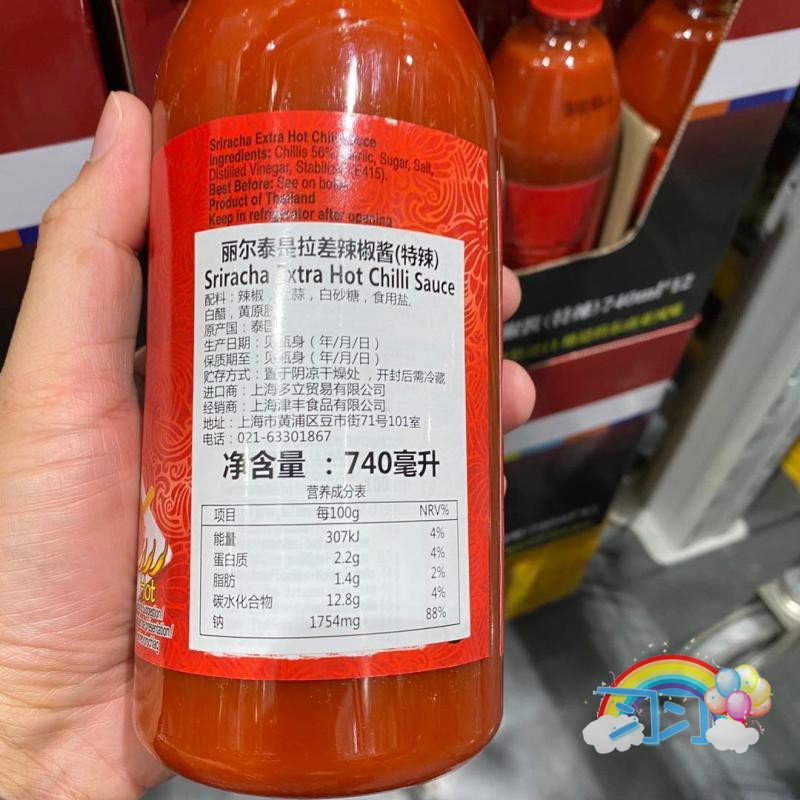 Sriracha Extra Hot Chilli Sauce
Ingredients: Chillis 56%, Garlic, Sugar, Salt,
Distilled Vinegar, Stabilizer (E415).
Best Before: See on bottle
Product of Thailand
Keep in refrigerator after opening
丽尔泰是拉差辣椒酱(特辣)
Sriracha Extra Hot Chilli Sauce
配料：辣椒，大蒜，白砂糖，食用盐,
白醋，黄原胶
原产国：泰国
生产日期：见瓶身（年/月/日）
保质期至：见瓶身（年/月/日）
贮存方式：置于阴凉干燥处，开封后需冷藏
进口商：上海多立贸易有限公司
经销商：上海津丰食品有限公司
地址：上海市黄浦区豆市街71号101室
电话：021-63301867
净含量：740毫升
营养成分表
项目 每100g NRV%
能量 307kJ 4%
蛋白质 2.2g 4%
脂肪 1.4g 2%
碳水化合物 12.8g 4%
钠 1754mg 88%
Hot
(特辣)740ml*12
习习